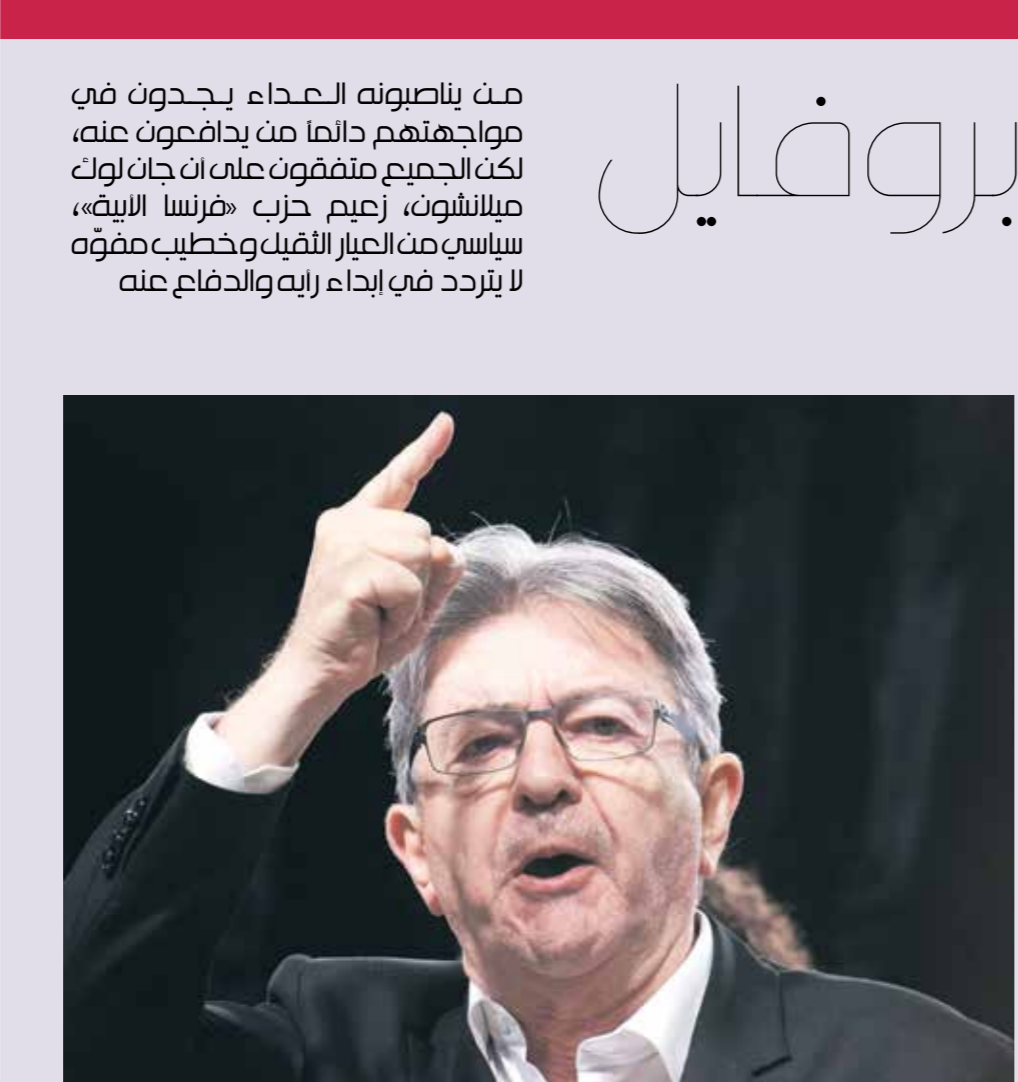 بروفايل
من يناصبونه العداء يجدون في
مواجهتهم دائماً من يدافعون عنه،
لكن الجميع متفقون على أن جان لوك
ميلانشون، زعيم حزب «فرنسا الأبية»،
سياسي من العيار الثقيل وخطيب مفوّه
لا يتردد في إبداء رأيه والدفاع عنه